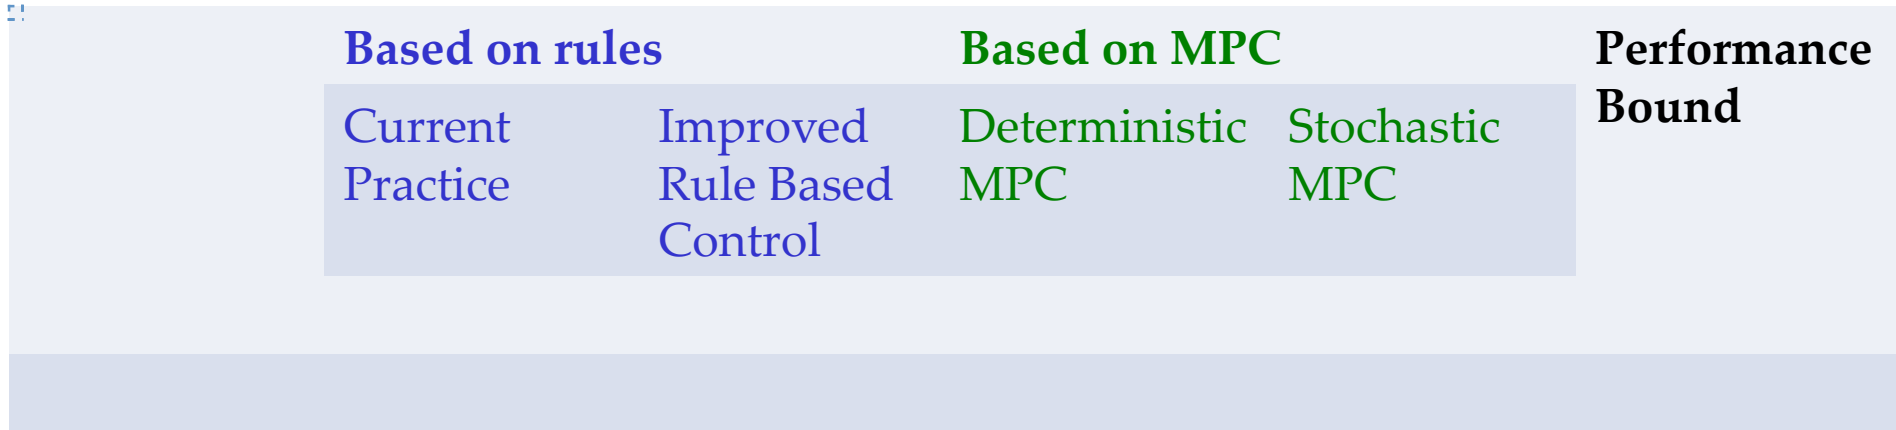 Based on rules
Based on MPC
Performance
Bound
Current
Practice
Improved
Rule Based
Control
Deterministic
MPC
Stochastic
MPC